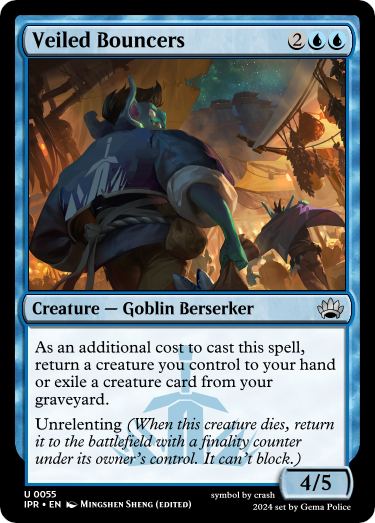 Veiled Bouncers 2
Creature — Goblin Berserker
As an additional cost to cast this spell,
return a creature you control to your hand
or exile a creature card from your
graveyard.
Unrelenting (When this creature dies, return
it to the battlefield with a finality counter
under its owner's control. It can't block.)
4/5
U 0055
IPR • EN Mingshen Sheng (edited)
symbol by crash
2024 set by Gema Police